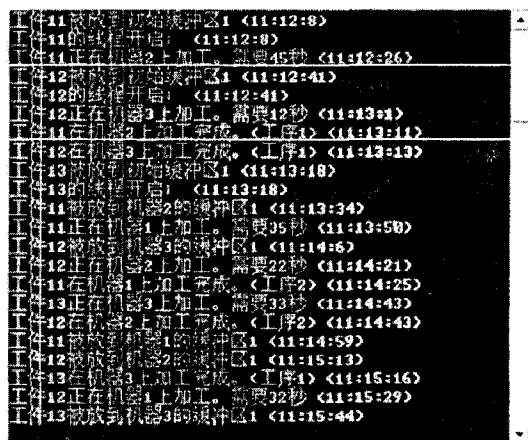 工件11被放到初始缓冲区1 (11:12:8)
工件11的线程开启! (11:12:8)
工件11正在机器2上加工。需要45秒 (11:12:26)
工件12被放到初始缓冲区1 (11:12:41)
工件12的线程开启! (11:12:41)
工件12正在机器3上加工。需要12秒 (11:13:1)
工件11在机器2上加工完成。(工序1) (11:13:11)
工件12在机器3上加工完成。(工序1) (11:13:13)
工件13被放到初始缓冲区1 (11:13:18)
工件13的线程开启! (11:13:18)
工件11被放到机器2的缓冲区1 (11:13:34)
工件11正在机器1上加工。需要35秒 (11:13:50)
工件12被放到机器3的缓冲区1 (11:14:6)
工件12正在机器2上加工。需要22秒 (11:14:21)
工件11在机器1上加工完成。(工序2) (11:14:25)
工件13正在机器3上加工。需要33秒 (11:14:43)
工件12在机器2上加工完成。(工序2) (11:14:43)
工件11被放到机器1的缓冲区1 (11:14:59)
工件12被放到机器2的缓冲区1 (11:15:13)
工件13在机器3上加工完成。(工序1) (11:15:16)
工件12正在机器1上加工。需要32秒 (11:15:29)
工件13被放到机器3的缓冲区1 (11:15:44)